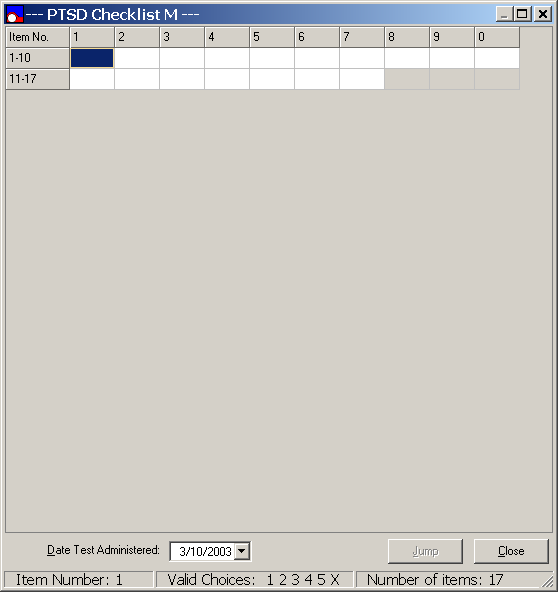 --- PTSD Checklist M ---
Item No. 1 2 3 4 5 6 7 8 9 0
1-10
11-17
Date Test Administered: 3/10/2003 Jump Close
Item Number: 1 Valid Choices: 1 2 3 4 5 X Number of items: 17